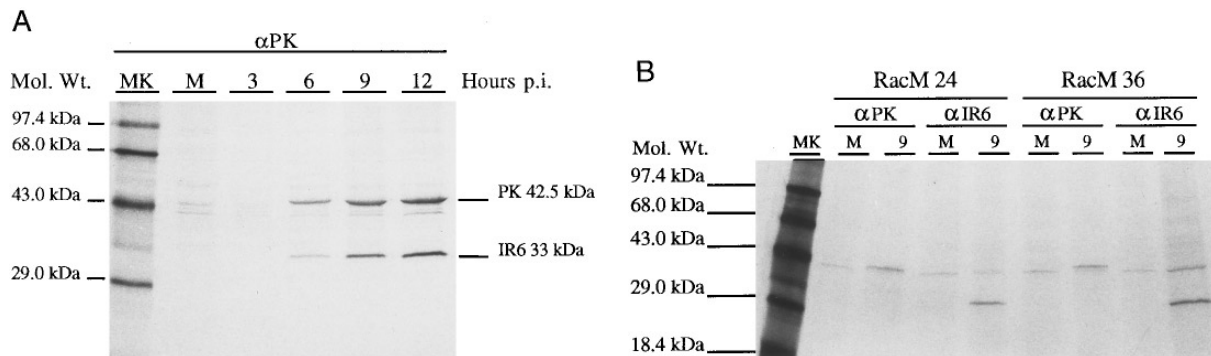 A
αPK
Mol. Wt. MK M 3 6 9 12 Hours p.i.
97.4 kDa
68.0 kDa
43.0 kDa
PK 42.5 kDa
IR6 33 kDa
29.0 kDa
B
RacM 24 RacM 36
αPK αIR6 αPK αIR6
Mol. Wt. MK M 9 M 9 M 9 M 9
97.4 kDa
68.0 kDa
43.0 kDa
29.0 kDa
18.4 kDa